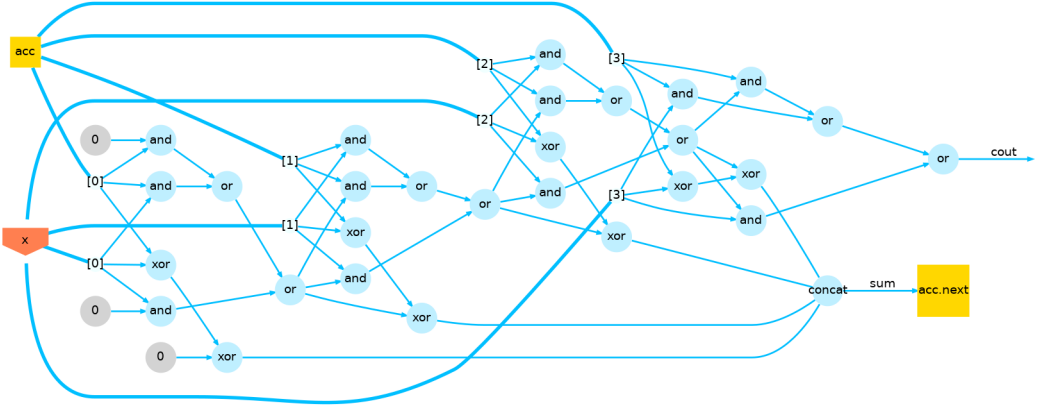 acc
[3]
and
[2]
and
and
and
or
or
[2]
0
and
and
or
xor
cout
[1]
or
[0]
and
or
and
or
and
xor
xor
[3]
and
or
and
[1]
xor
xor
x
[0]
xor
and
or
concat
sum
acc.next
0
and
xor
0
xor